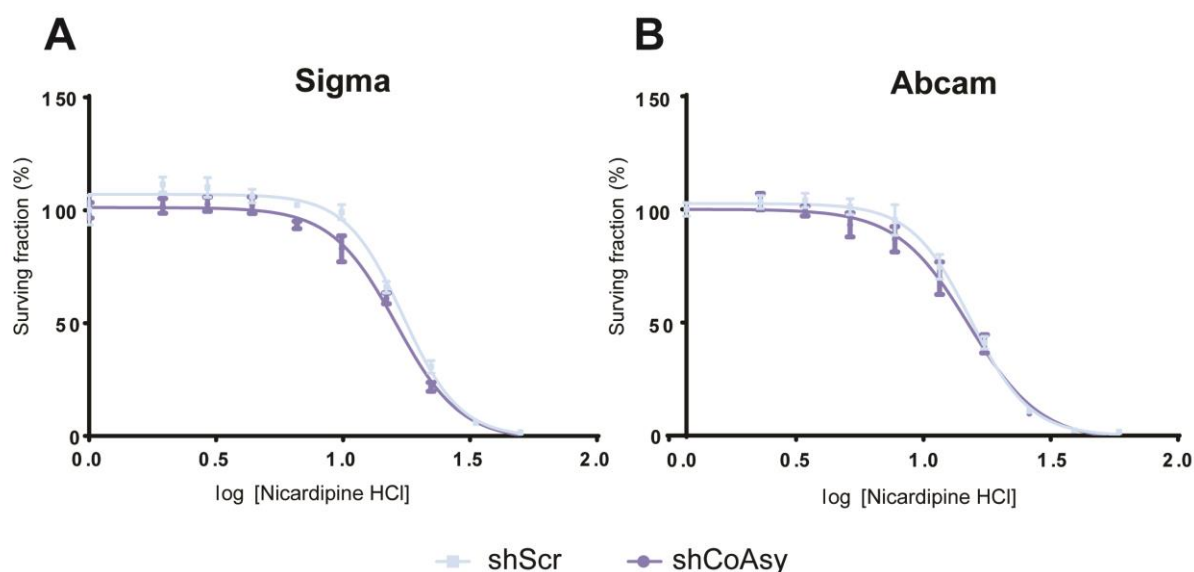 A
B
Sigma
Abcam
Surving fraction (%)
150
100
50
0
0.0 0.5 1.0 1.5 2.0
log [Nicardipine HCl]
Surving fraction (%)
150
100
50
0
0.0 0.5 1.0 1.5 2.0
log [Nicardipine HCl]
shScr shCoAsy